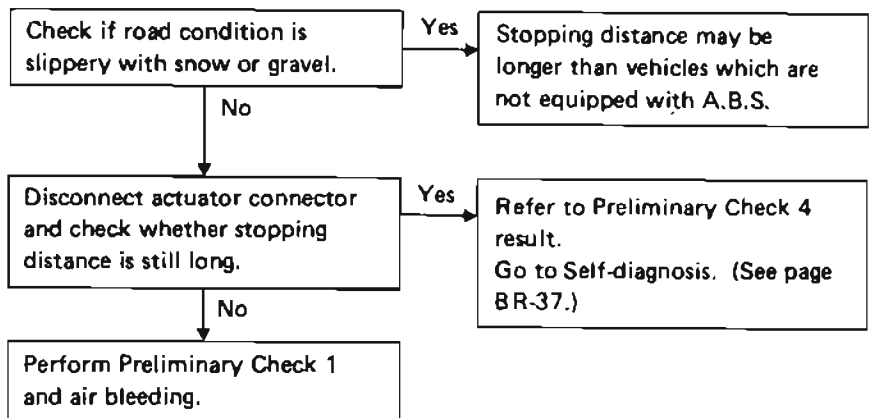 Check if road condition is
slippery with snow or gravel.
Yes
Stopping distance may be
longer than vehicles which are
not equipped with A.B.S.
No
Disconnect actuator connector
and check whether stopping
distance is still long.
Yes
Refer to Preliminary Check 4
result.
Go to Self-diagnosis. (See page
BR-37.)
No
Perform Preliminary Check 1
and air bleeding.